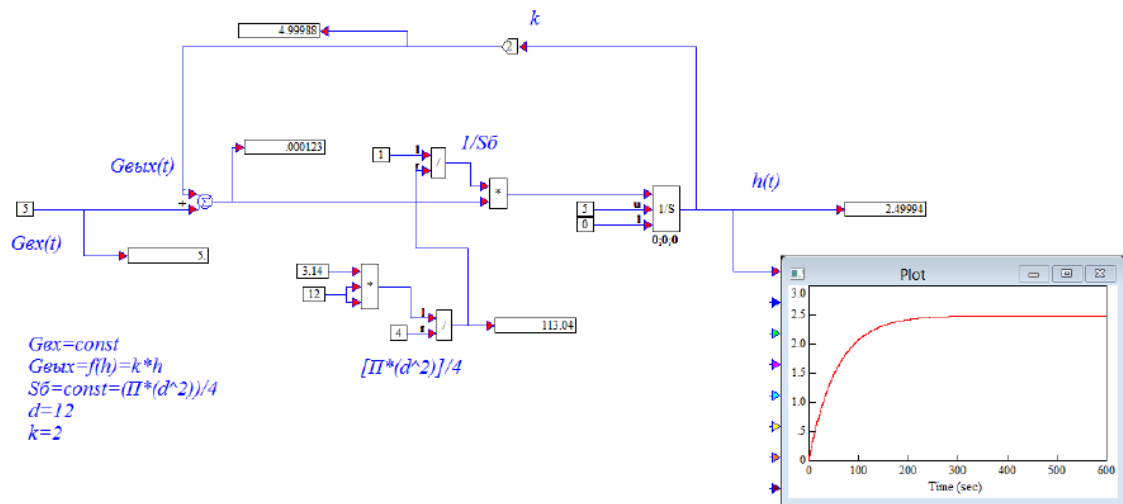 k
4.99988
2
1/Sб
.000123
1
l
/
r
Gвых(t)
-
*
h(t)
5
+
Σ
5
u
1/S
2.49994
0
l
0;0;0
Gвх(t)
5.
Plot
3.14
*
12
l
/
4
r
113.04
[П*(d^2)]/4
3.0
2.5
2.0
1.5
1.0
.5
0
0 100 200 300 400 500 600
Time (sec)
Gвх=const
Gвых=f(h)=k*h
Sб=const=(П*(d^2))/4
d=12
k=2